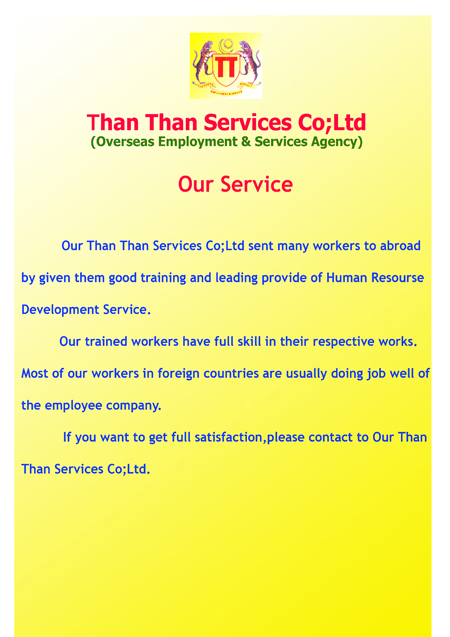 TT
Than Than Services Co;Ltd
(Overseas Employment & Services Agency)
Our Service
Our Than Than Services Co;Ltd sent many workers to abroad
by given them good training and leading provide of Human Resourse
Development Service.
Our trained workers have full skill in their respective works.
Most of our workers in foreign countries are usually doing job well of
the employee company.
If you want to get full satisfaction,please contact to Our Than
Than Services Co;Ltd.